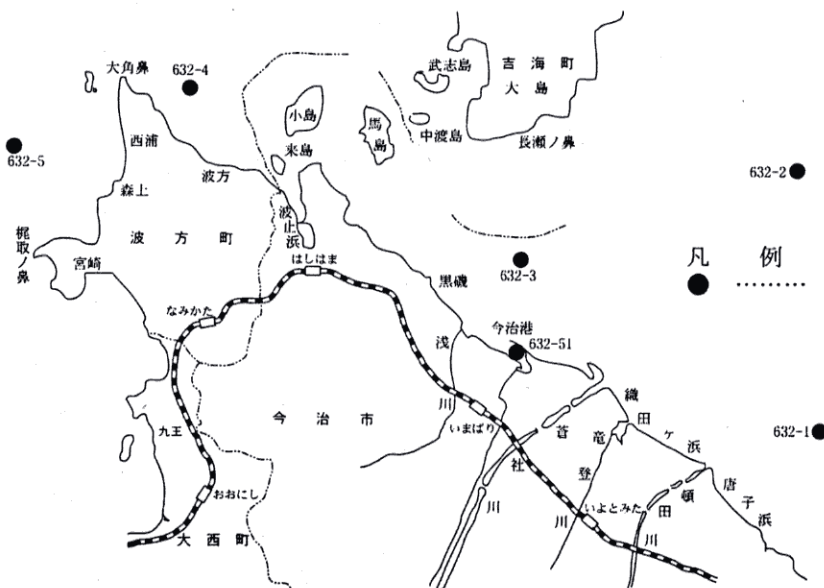 大角鼻
632-4
632-5
西浦
森上
波方
波方町
梶取ノ鼻
宮崎
小島
来島
馬島
武志島
中渡島
吉海町
大島
長瀬ノ鼻
632-2
波止浜
はしはま
なみかた
632-3
凡例
黒磯
浅川
今治港
632-51
今治市
いまばり
蒼社川
竜登川
織田ケ浜
632-1
頓田川
唐子浜
いよとみた
九王
おおにし
大西町